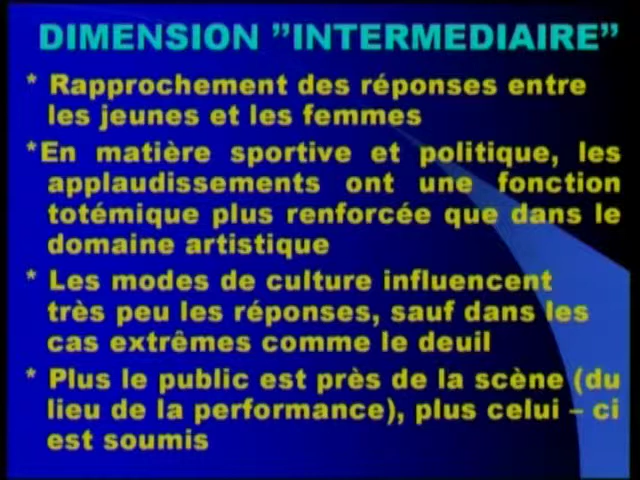 DIMENSION ”INTERMEDIAIRE”
* Rapprochement des réponses entre
les jeunes et les femmes
*En matière sportive et politique, les
applaudissements ont une fonction
totémique plus renforcée que dans le
domaine artistique
* Les modes de culture influencent
très peu les réponses, sauf dans les
cas extrêmes comme le deuil
* Plus le public est près de la scène (du
lieu de la performance), plus celui – ci
est soumis